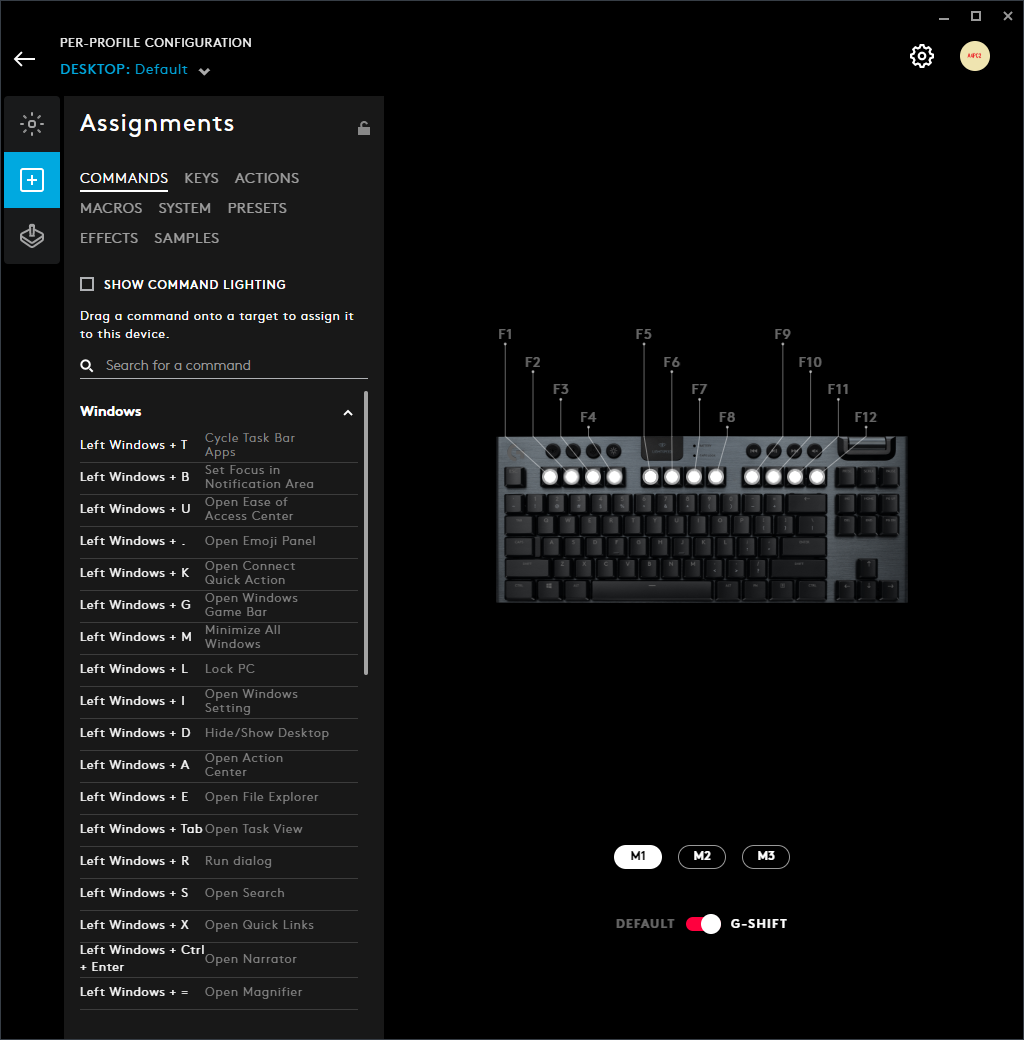 PER-PROFILE CONFIGURATION
DESKTOP: Default
Assignments
COMMANDS KEYS ACTIONS
MACROS SYSTEM PRESETS
EFFECTS SAMPLES
SHOW COMMAND LIGHTING
Drag a command onto a target to assign it
to this device.
Search for a command
Windows
Left Windows + T Cycle Task Bar
Apps
Left Windows + B Set Focus in
Notification Area
Left Windows + U Open Ease of
Access Center
Left Windows + . Open Emoji Panel
Left Windows + K Open Connect
Quick Action
Left Windows + G Open Windows
Game Bar
Left Windows + M Minimize All
Windows
Left Windows + L Lock PC
Left Windows + I Open Windows
Setting
Left Windows + D Hide/Show Desktop
Left Windows + A Open Action
Center
Left Windows + E Open File Explorer
Left Windows + Tab Open Task View
Left Windows + R Run dialog
Left Windows + S Open Search
Left Windows + X Open Quick Links
Left Windows + Ctrl
+ Enter Open Narrator
Left Windows + = Open Magnifier
F1 F5 F9
F2 F6 F10
F3 F7 F11
F4 F8 F12
M1 M2 M3
DEFAULT G-SHIFT